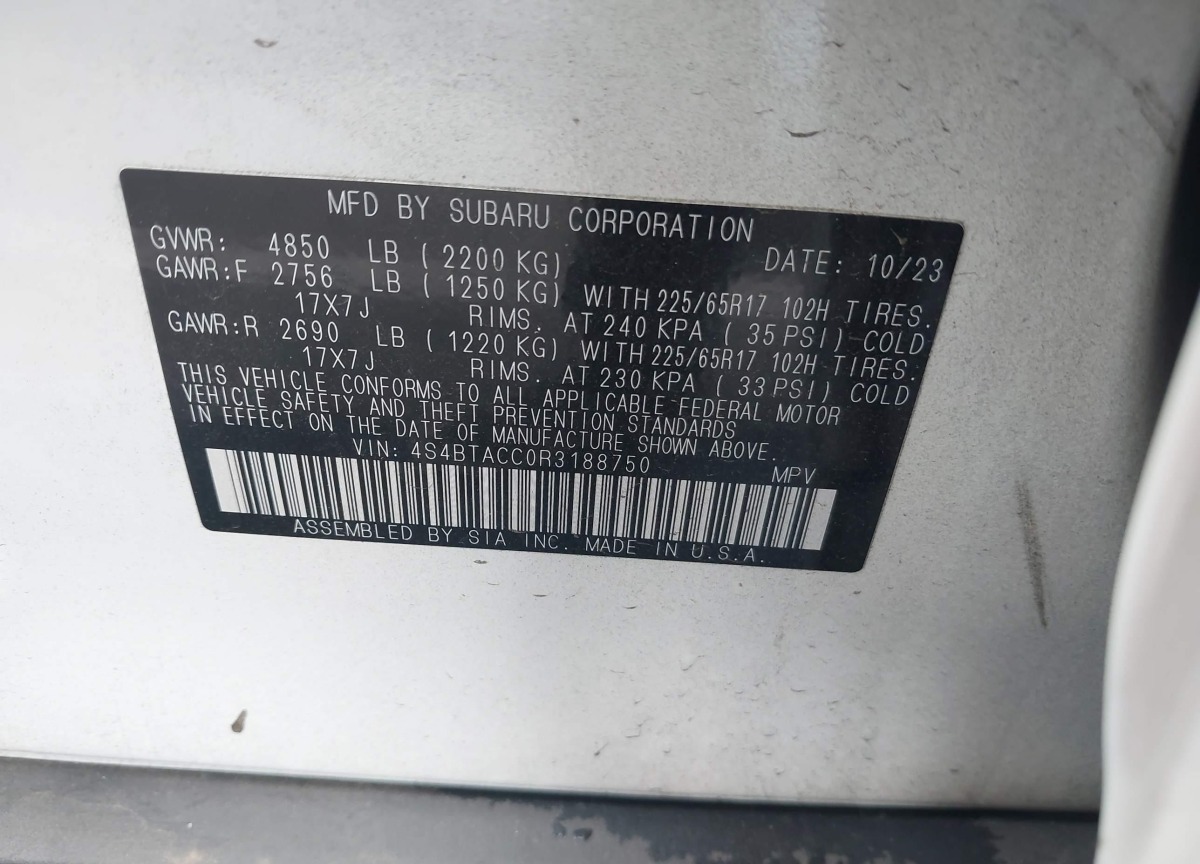 MFD BY SUBARU CORPORATION
GVWR: 4850 LB ( 2200 KG) DATE: 10/23
GAWR:F 2756 LB ( 1250 KG) WITH 225/65R17 102H TIRES.
17X7J RIMS. AT 240 KPA ( 35 PSI) COLD
GAWR:R 2690 LB ( 1220 KG) WITH 225/65R17 102H TIRES.
17X7J RIMS. AT 230 KPA ( 33 PSI) COLD
THIS VEHICLE CONFORMS TO ALL APPLICABLE FEDERAL MOTOR
VEHICLE SAFETY AND THEFT PREVENTION STANDARDS
IN EFFECT ON THE DATE OF MANUFACTURE SHOWN ABOVE.
VIN: 4S4BTACC0R3188750 MPV
ASSEMBLED BY SIA INC. MADE IN U.S.A.